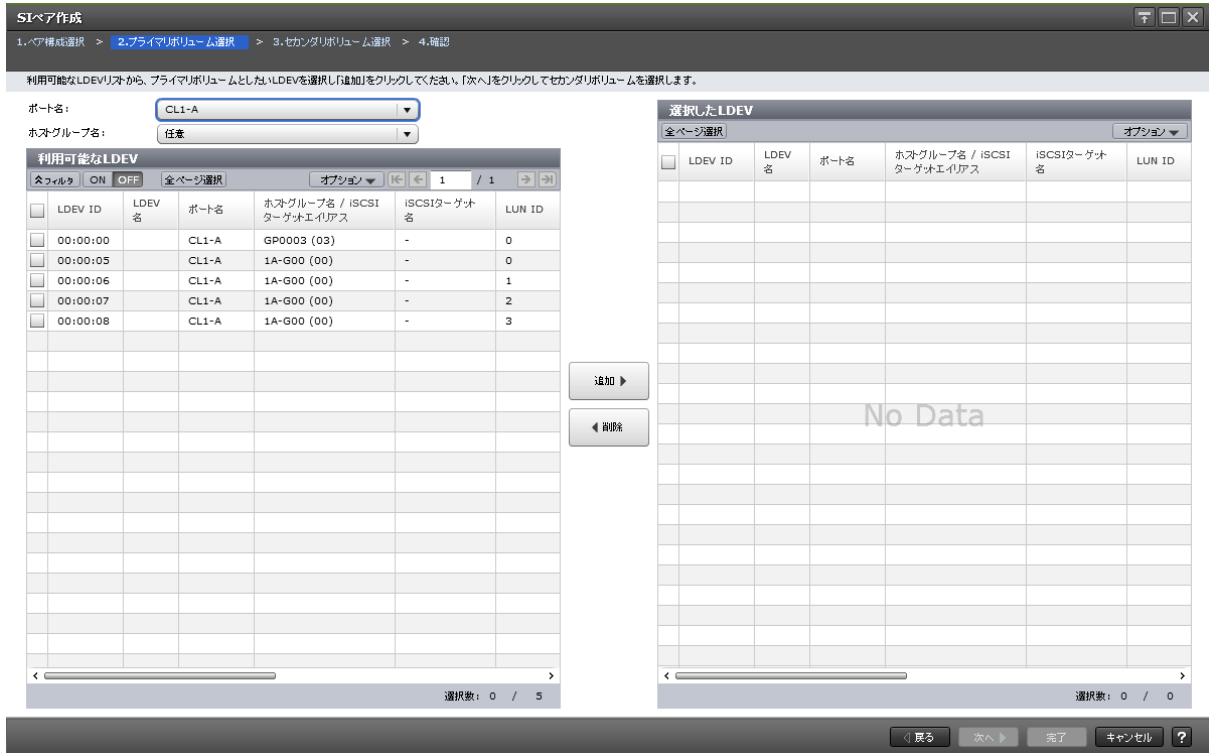 SIペア作成
1.ペア構成選択 > 2.プライマリボリューム選択 > 3.セカンダリボリューム選択 > 4.確認
利用可能なLDEVリストから、プライマリボリュームとしたいLDEVを選択し「追加」をクリックしてください。「次へ」をクリックしてセカンダリボリュームを選択します。
ポート名： CL1-A
ホストグループ名： 任意
利用可能なLDEV
フィルタ ON OFF 全ページ選択 オプション 1 / 1
LDEV ID LDEV名 ポート名 ホストグループ名 / iSCSIターゲットエイリアス iSCSIターゲット名 LUN ID
00:00:00 CL1-A GP0003 (03) - 0
00:00:05 CL1-A 1A-G00 (00) - 0
00:00:06 CL1-A 1A-G00 (00) - 1
00:00:07 CL1-A 1A-G00 (00) - 2
00:00:08 CL1-A 1A-G00 (00) - 3
選択数： 0 / 5
追加
削除
選択したLDEV
全ページ選択 オプション
LDEV ID LDEV名 ポート名 ホストグループ名 / iSCSIターゲットエイリアス iSCSIターゲット名 LUN ID
No Data
選択数： 0 / 0
戻る 次へ 完了 キャンセル ?